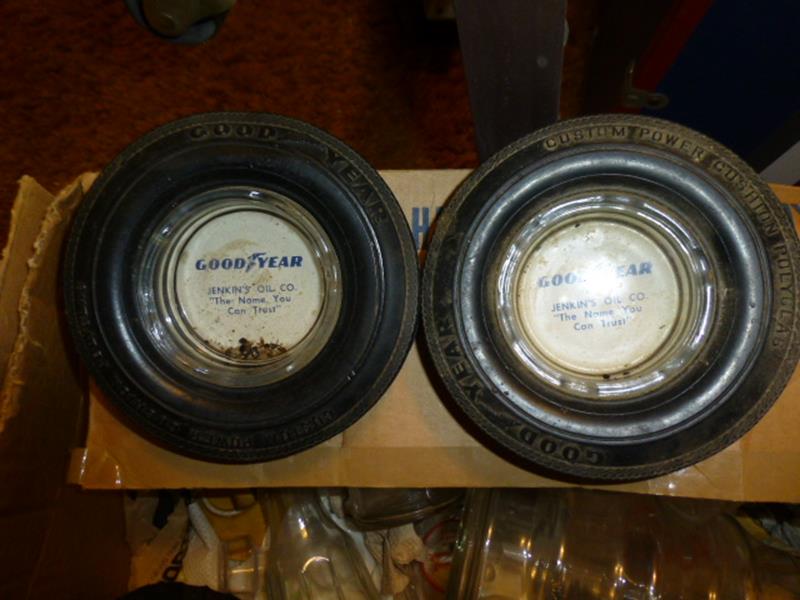 GOOD YEAR
GOODYEAR
JENKIN'S OIL CO.
"The Name You
Can Trust"
CUSTOM POWER CUSHION POLYGLAS
GOOD YEAR
GOODYEAR
JENKIN'S OIL CO.
"The Name You
Can Trust"